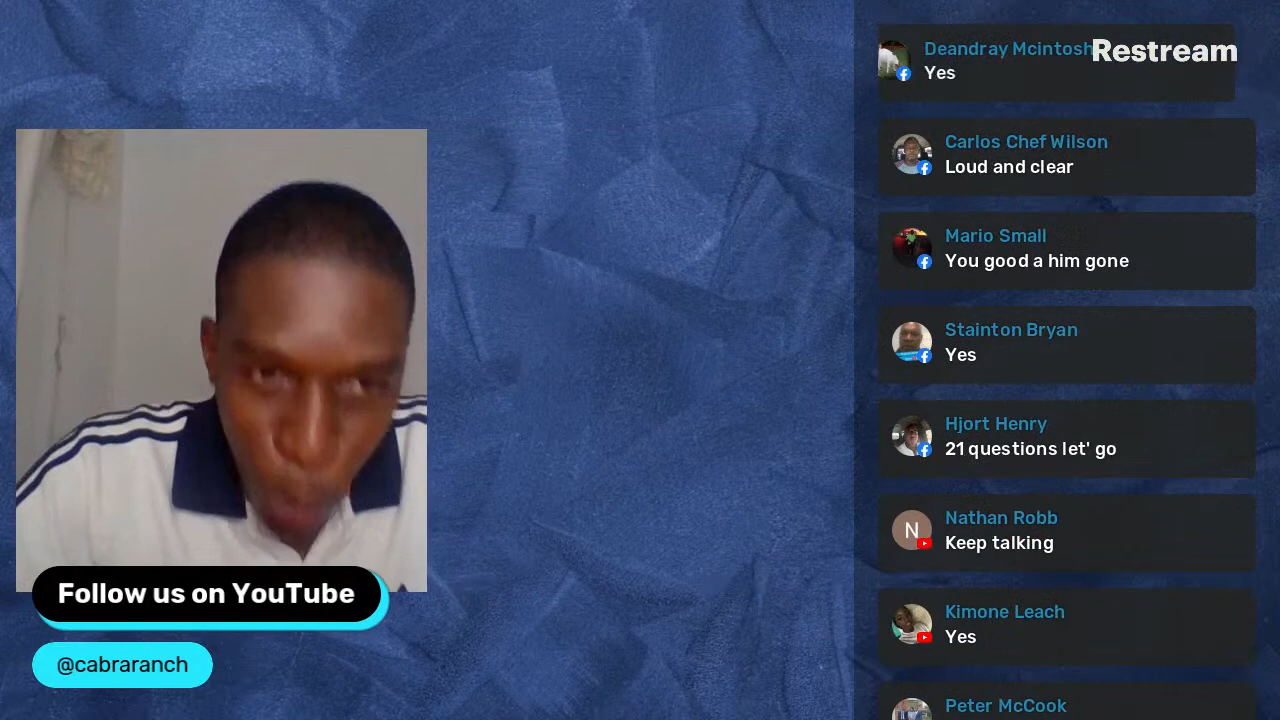 Deandray Mcintosh
Restream
Yes
Carlos Chef Wilson
Loud and clear
Mario Small
You good a him gone
Stainton Bryan
Yes
Hjort Henry
21 questions let' go
N
Nathan Robb
Keep talking
Kimone Leach
Yes
Peter McCook
Follow us on YouTube
@cabraranch